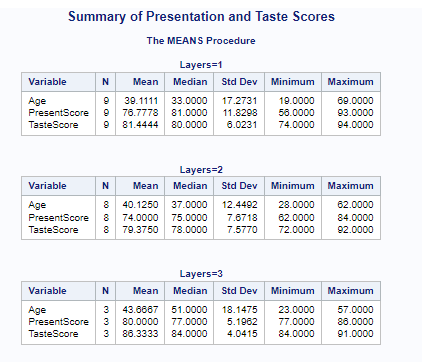 Summary of Presentation and Taste Scores
The MEANS Procedure
Layers=1
Variable N Mean Median Std Dev Minimum Maximum
Age 9 39.1111 33.0000 17.2731 19.0000 69.0000
PresentScore 9 76.7778 81.0000 11.8298 56.0000 93.0000
TasteScore 9 81.4444 80.0000 6.0231 74.0000 94.0000
Layers=2
Variable N Mean Median Std Dev Minimum Maximum
Age 8 40.1250 37.0000 12.4492 28.0000 62.0000
PresentScore 8 74.0000 75.0000 7.6718 62.0000 84.0000
TasteScore 8 79.3750 78.0000 7.5770 72.0000 92.0000
Layers=3
Variable N Mean Median Std Dev Minimum Maximum
Age 3 43.6667 51.0000 18.1475 23.0000 57.0000
PresentScore 3 80.0000 77.0000 5.1962 77.0000 86.0000
TasteScore 3 86.3333 84.0000 4.0415 84.0000 91.0000